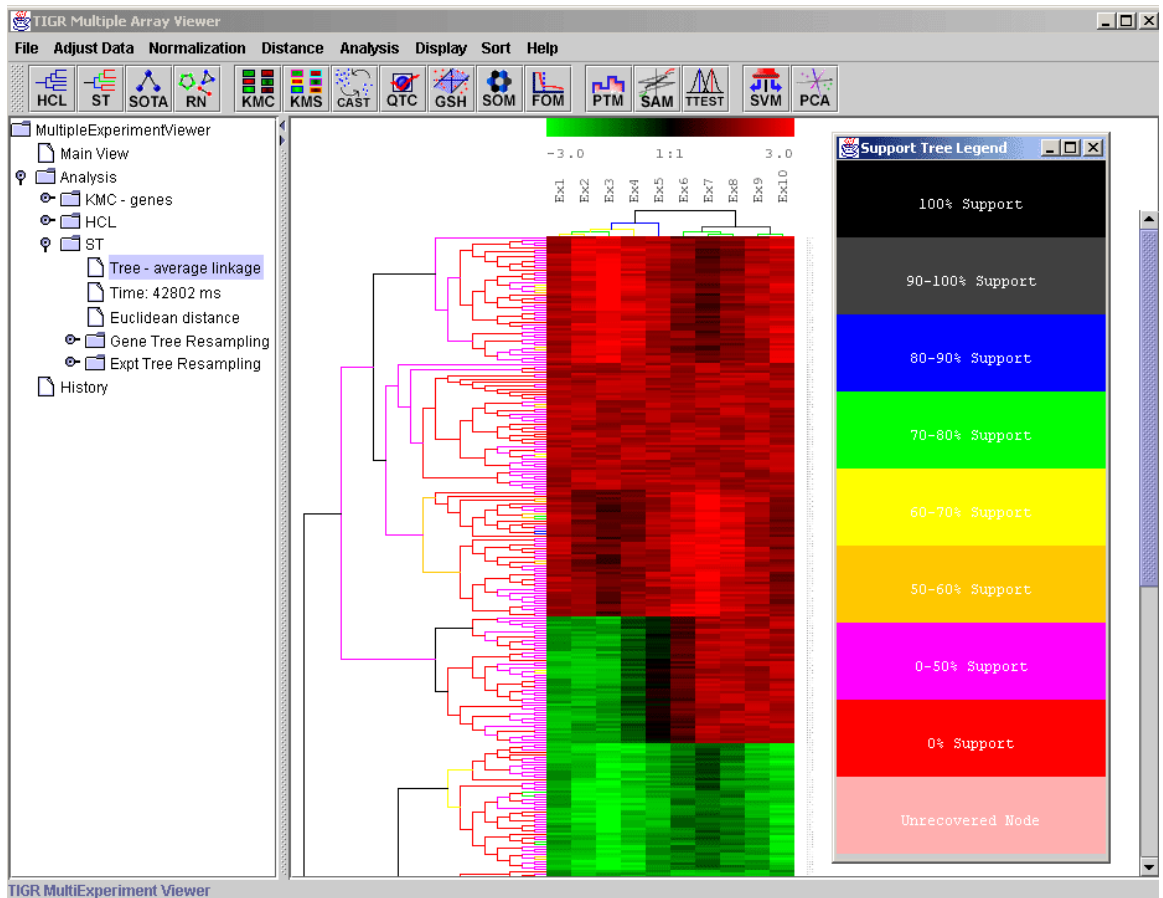 TIGR Multiple Array Viewer
File Adjust Data Normalization Distance Analysis Display Sort Help
HCL ST SOTA RN KMC KMS CAST QTC GSH SOM FOM PTM SAM TTEST SVM PCA
MultipleExperimentViewer
Main View
Analysis
KMC - genes
HCL
ST
Tree - average linkage
Time: 42802 ms
Euclidean distance
Gene Tree Resampling
Expt Tree Resampling
History
-3.0 1:1 3.0
Ex1 Ex2 Ex3 Ex4 Ex5 Ex6 Ex7 Ex8 Ex9 Ex10
Support Tree Legend
100% Support
90-100% Support
80-90% Support
70-80% Support
60-70% Support
50-60% Support
0-50% Support
0% Support
Unrecovered Node
TIGR MultiExperiment Viewer